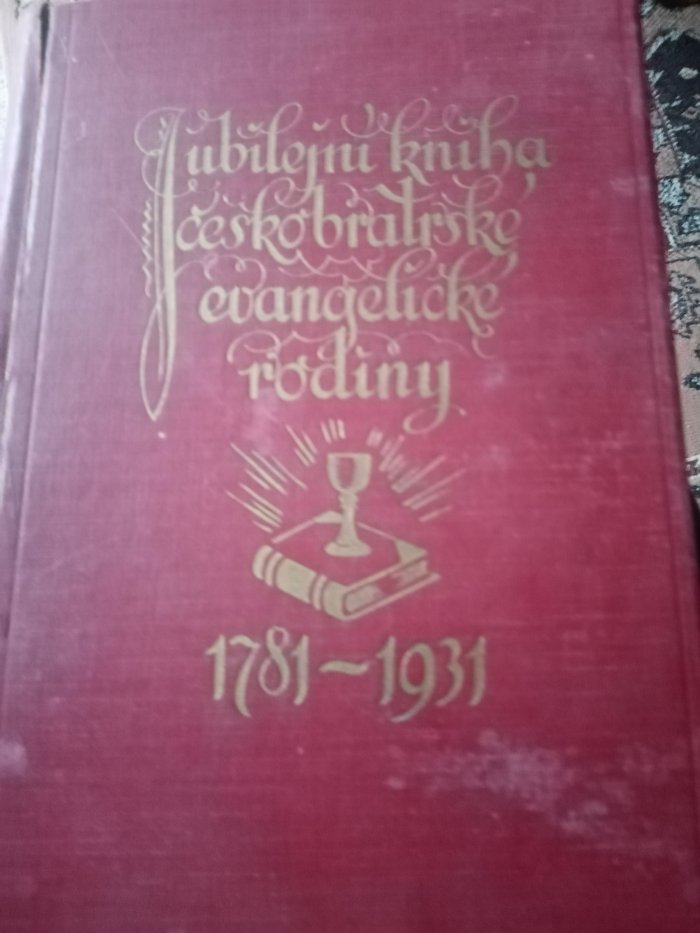 Jubilejní kniha
českobratrské
evangelické
rodiny
1781~1931